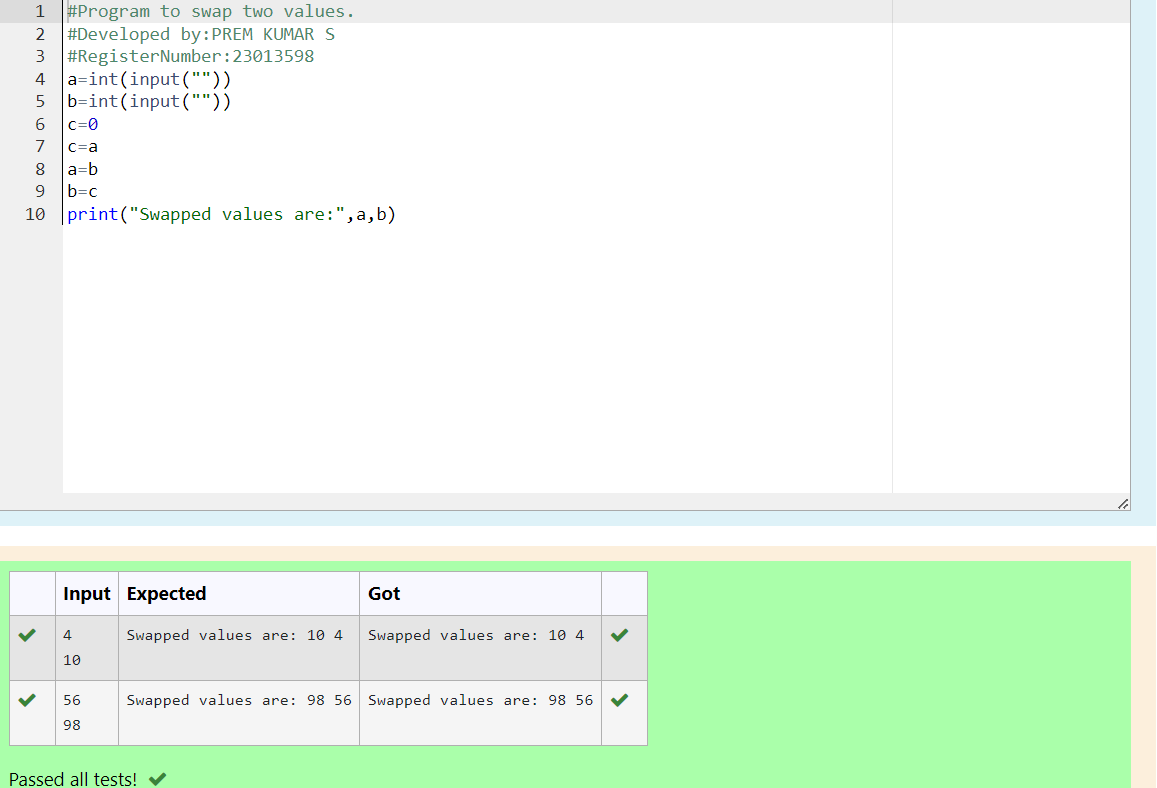 1 #Program to swap two values.
2 #Developed by:PREM KUMAR S
3 #RegisterNumber:23013598
4 a=int(input(""))
5 b=int(input(""))
6 c=0
7 c=a
8 a=b
9 b=c
10 print("Swapped values are:",a,b)
Input Expected Got
4 Swapped values are: 10 4 Swapped values are: 10 4
10
56 Swapped values are: 98 56 Swapped values are: 98 56
98
Passed all tests!